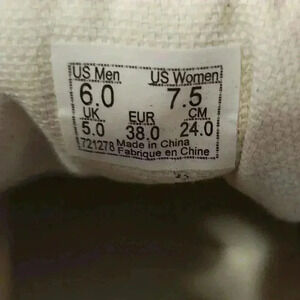 US Men US Women
6.0 7.5
UK EUR CM
5.0 38.0 24.0
721278 Made in China
Fabrique en Chine